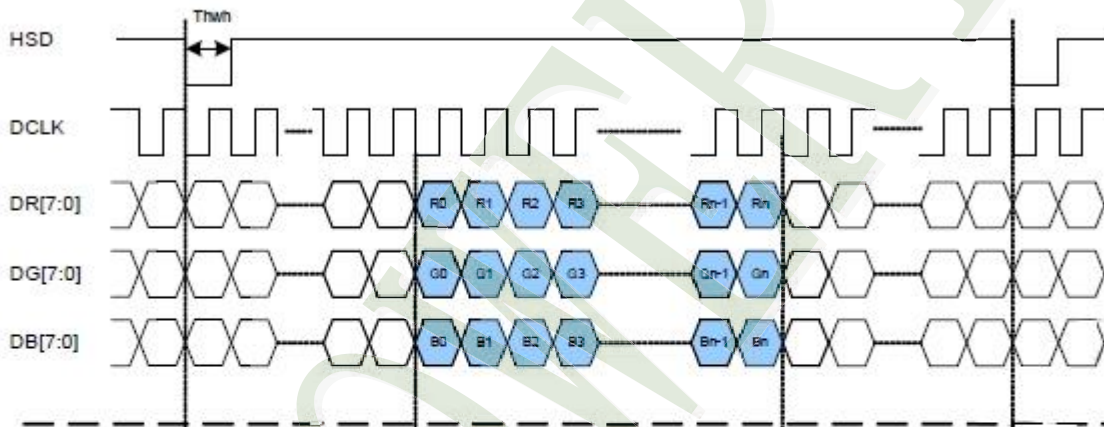 Thwh
HSD
DCLK
DR[7:0] R0 R1 R2 R3 Rn-1 Rn
DG[7:0] G0 G1 G2 G3 Gn-1 Gn
DB[7:0] B0 B1 B2 B3 Bn-1 Bn